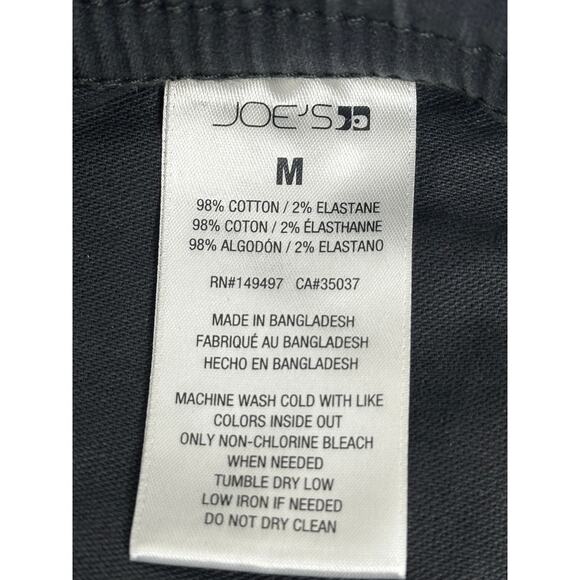 JOE'S
M
98% COTTON / 2% ELASTANE
98% COTON / 2% ÉLASTHANNE
98% ALGODÓN / 2% ELASTANO
RN#149497 CA#35037
MADE IN BANGLADESH
FABRIQUÉ AU BANGLADESH
HECHO EN BANGLADESH
MACHINE WASH COLD WITH LIKE
COLORS INSIDE OUT
ONLY NON-CHLORINE BLEACH
WHEN NEEDED
TUMBLE DRY LOW
LOW IRON IF NEEDED
DO NOT DRY CLEAN